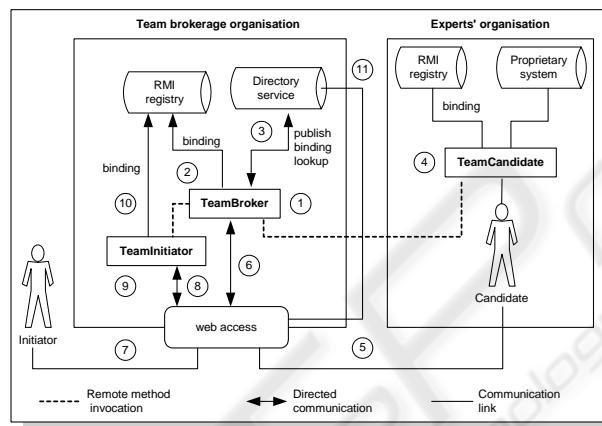 Team brokerage organisation
Experts' organisation
RMI
registry
Directory
service
11
RMI
registry
Proprietary
system
binding
3
publish
binding
lookup
binding
binding
2
4
TeamCandidate
10
TeamBroker
1
TeamInitiator
6
9
8
Candidate
web access
Initiator
7
5
Remote method
invocation
Directed
communication
Communication
link